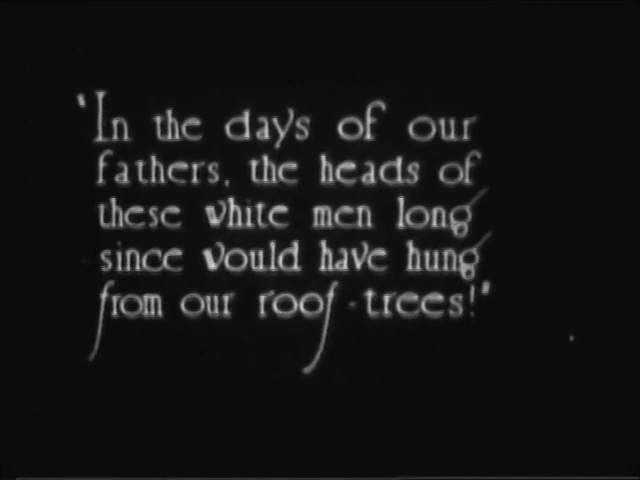 "In the days of our
fathers, the heads of
these white men long
since would have hung
from our roof-trees!"